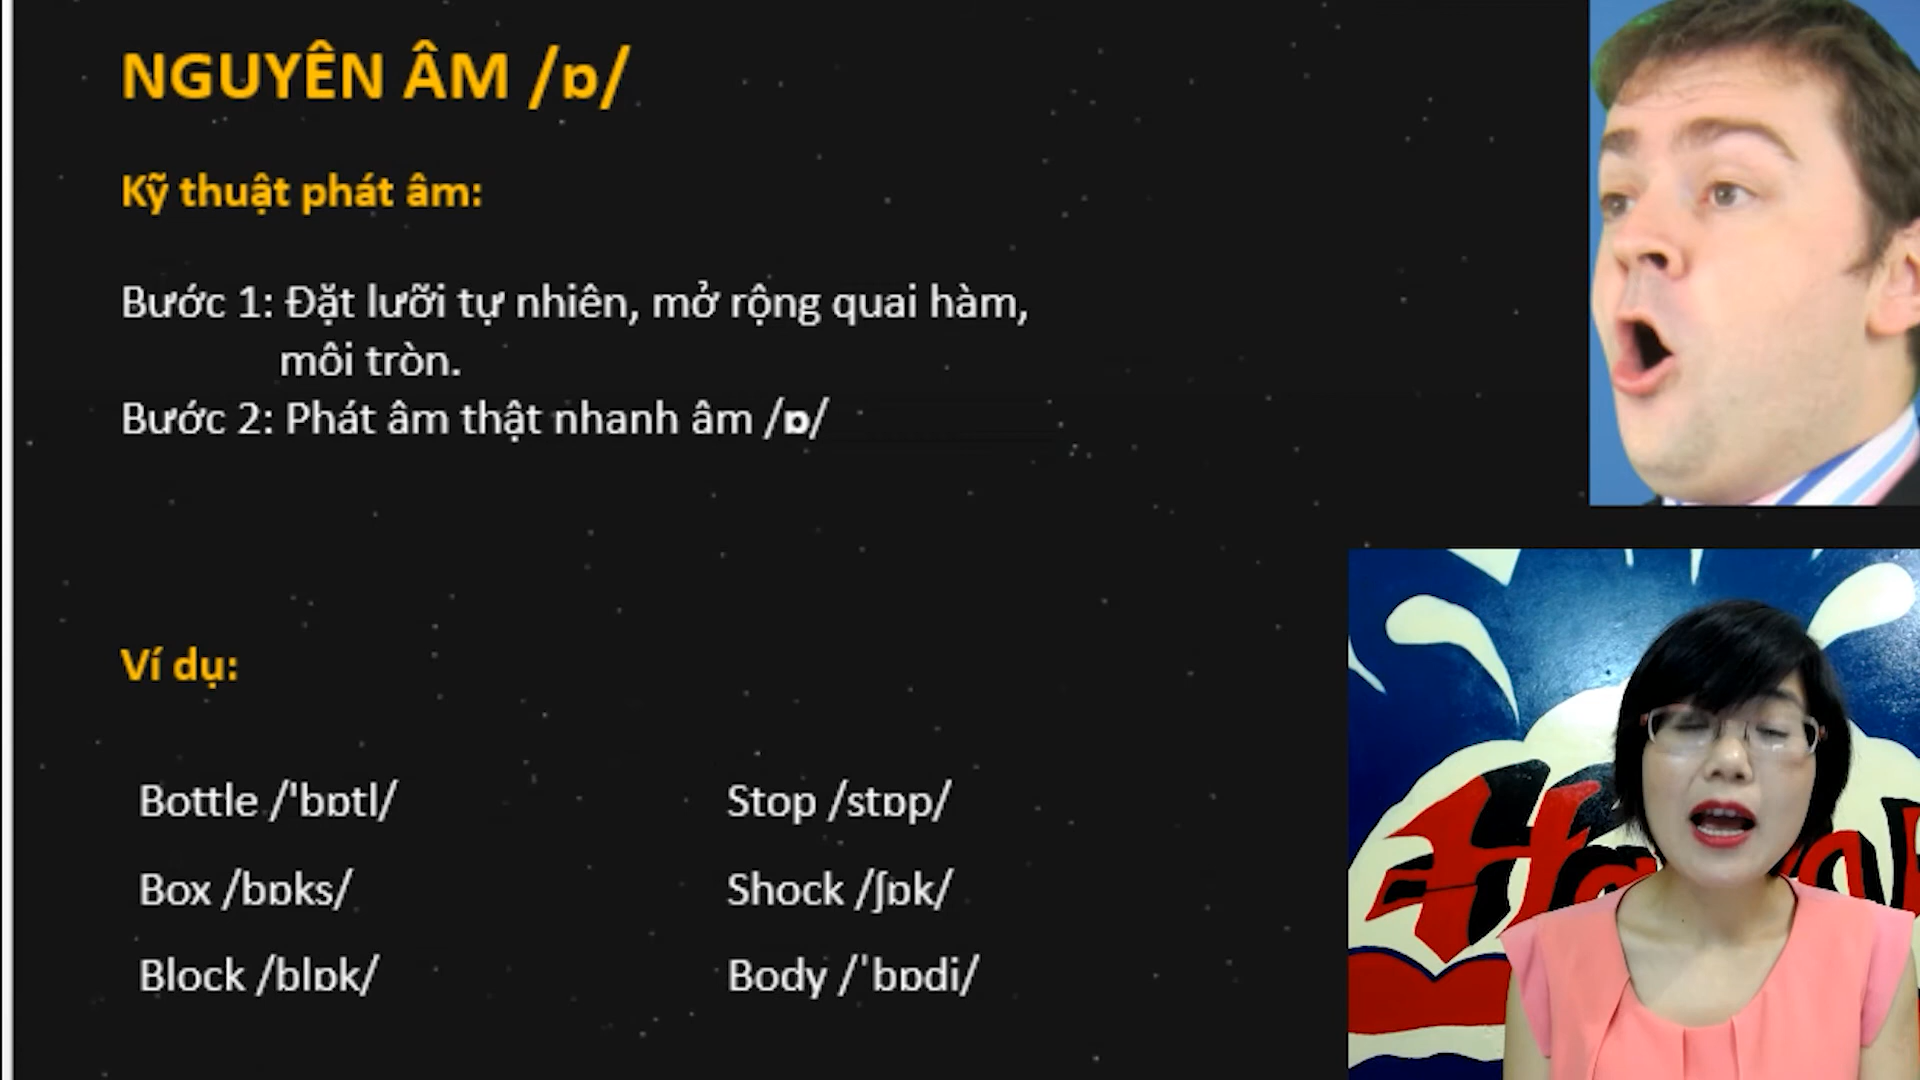 NGUYÊN ÂM /ɒ/
Kỹ thuật phát âm:
Bước 1: Đặt lưỡi tự nhiên, mở rộng quai hàm,
môi tròn.
Bước 2: Phát âm thật nhanh âm /ɒ/
Ví dụ:
Bottle /'bɒtl/
Stop /stɒp/
Box /bɒks/
Shock /ʃɒk/
Block /blɒk/
Body /ˈbɒdi/